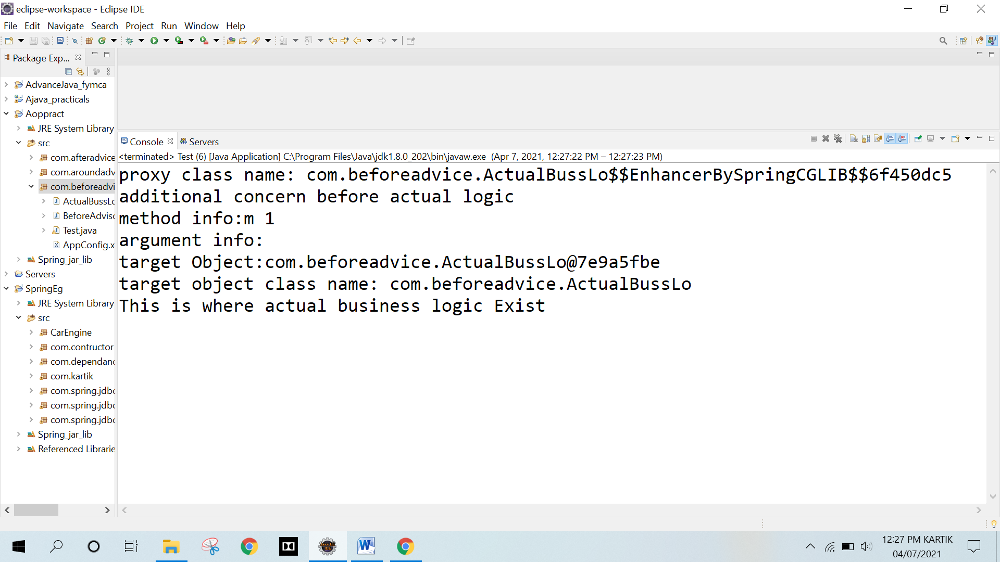 eclipse-workspace - Eclipse IDE
File Edit Navigate Search Project Run Window Help
Package Exp...
AdvanceJava_fymca
Ajava_practicals
Aoppract
JRE System Library
src
com.afteradvice
com.aroundadv
com.beforeadvi
ActualBussLo
BeforeAdviso
Test.java
AppConfig.x
Spring_jar_lib
Servers
SpringEg
JRE System Library
src
CarEngine
com.contructor
com.dependanc
com.kartik
com.spring.jdbc
com.spring.jdbc
com.spring.jdbc
Spring_jar_lib
Referenced Librarie
Console Servers
<terminated> Test (6) [Java Application] C:\Program Files\Java\jdk1.8.0_202\bin\javaw.exe (Apr 7, 2021, 12:27:22 PM – 12:27:23 PM)
proxy class name: com.beforeadvice.ActualBussLo$$EnhancerBySpringCGLIB$$6f450dc5
additional concern before actual logic
method info:m 1
argument info:
target Object:com.beforeadvice.ActualBussLo@7e9a5fbe
target object class name: com.beforeadvice.ActualBussLo
This is where actual business logic Exist
Java EE
IDE
12:27 PM KARTIK
04/07/2021